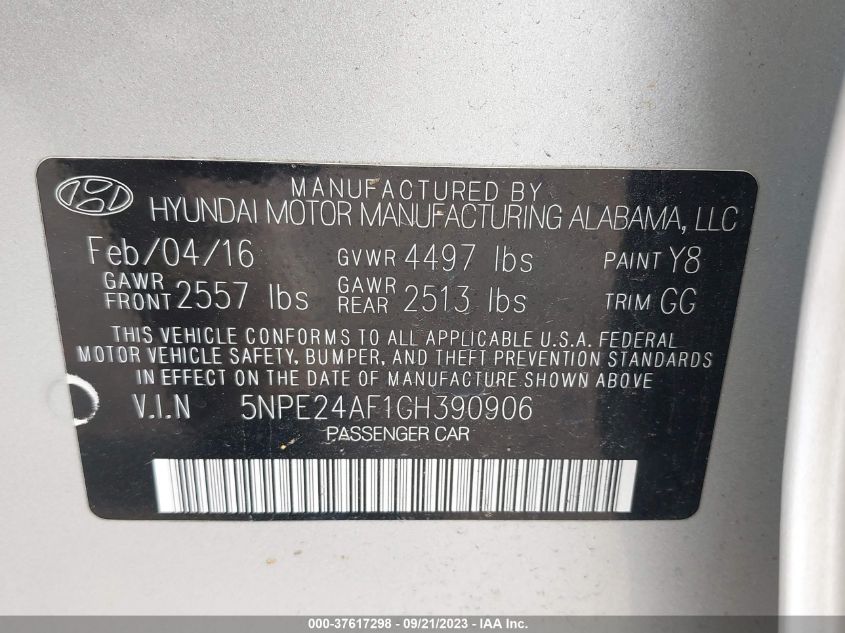 MANUFACTURED BY
HYUNDAI MOTOR MANUFACTURING ALABAMA, LLC
Feb/04/16 GVWR 4497 lbs PAINT Y8
GAWR FRONT 2557 lbs GAWR REAR 2513 lbs TRIM GG
THIS VEHICLE CONFORMS TO ALL APPLICABLE U.S.A. FEDERAL
MOTOR VEHICLE SAFETY, BUMPER, AND THEFT PREVENTION STANDARDS
IN EFFECT ON THE DATE OF MANUFACTURE SHOWN ABOVE.
V.I.N 5NPE24AF1GH390906
PASSENGER CAR
000-37617298 - 09/21/2023 - IAA Inc.